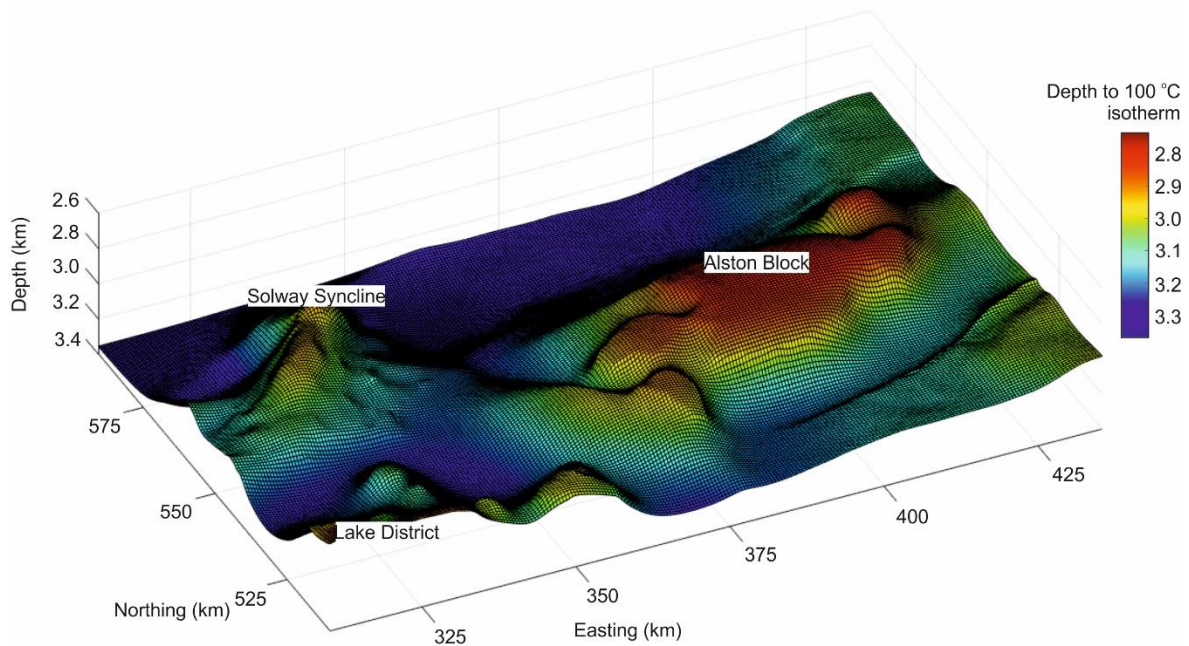 Depth to 100 °C
isotherm
2.8
2.9
3.0
3.1
3.2
3.3
Depth (km)
2.6
2.8
3.0
3.2
3.4
Alston Block
Solway Syncline
Lake District
575
550
525
Northing (km)
325
350
375
400
425
Easting (km)